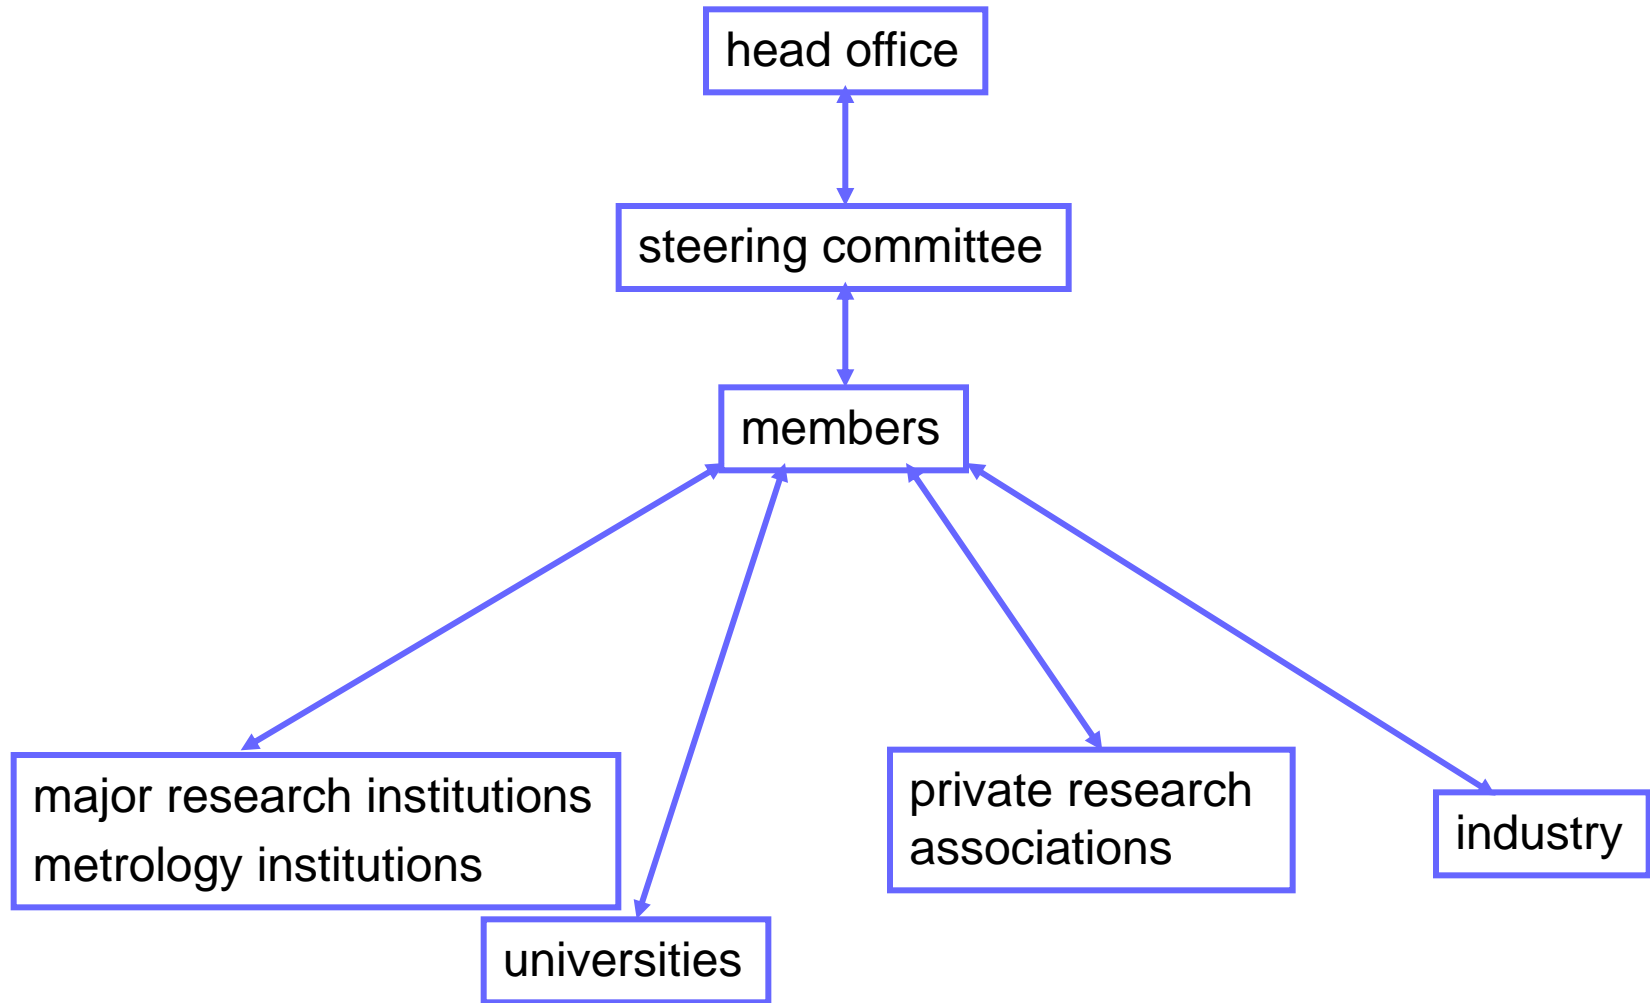 head office
steering committee
members
major research institutions
metrology institutions
private research
associations
industry
universities